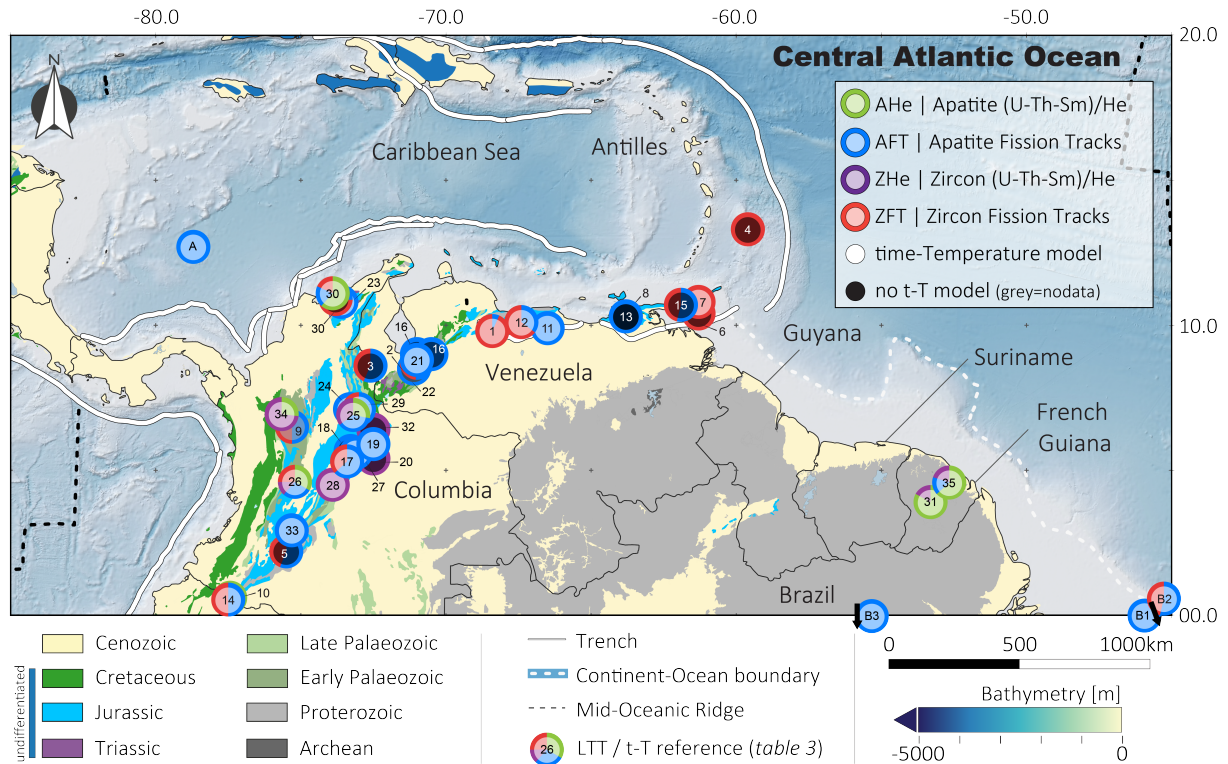 -80.0 -70.0 -60.0 -50.0
20.0
Central Atlantic Ocean
N
AHe | Apatite (U-Th-Sm)/He
AFT | Apatite Fission Tracks
ZHe | Zircon (U-Th-Sm)/He
ZFT | Zircon Fission Tracks
time-Temperature model
no t-T model (grey=nodata)
Caribbean Sea
Antilles
4
A
23
30
30
8
7
15
13
6
10.0
16
12
1
11
2
16
21
3
22
Venezuela
Guyana
Suriname
French
Guiana
24
29
25
34
9
18
32
19
17
20
27
26
28
Columbia
35
31
33
5
10
14
Brazil
B3
B2
B1
00.0
Cenozoic
Cretaceous
Jurassic
Triassic
undifferentiated
Late Palaeozoic
Early Palaeozoic
Proterozoic
Archean
Trench
Continent-Ocean boundary
Mid-Oceanic Ridge
26 LTT / t-T reference (table 3)
0 500 1000km
Bathymetry [m]
-5000 0